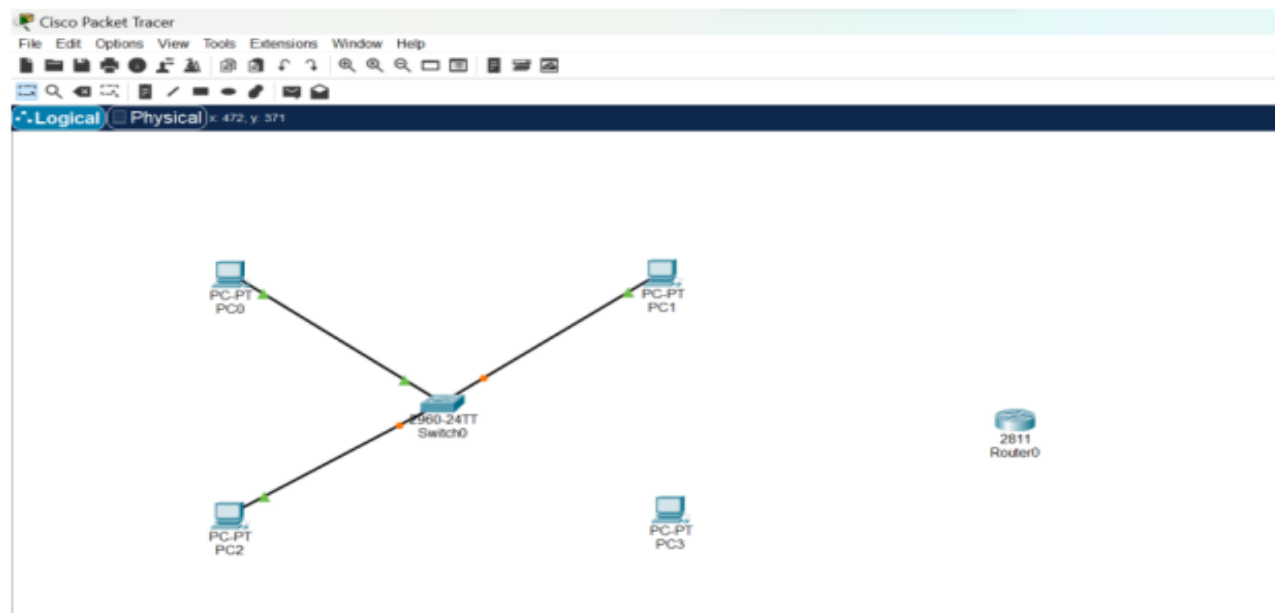 Cisco Packet Tracer
File Edit Options View Tools Extensions Window Help
Logical Physical x: 472, y: 371
PC-PT
PC0
PC-PT
PC1
2960-24TT
Switch0
2811
Router0
PC-PT
PC2
PC-PT
PC3